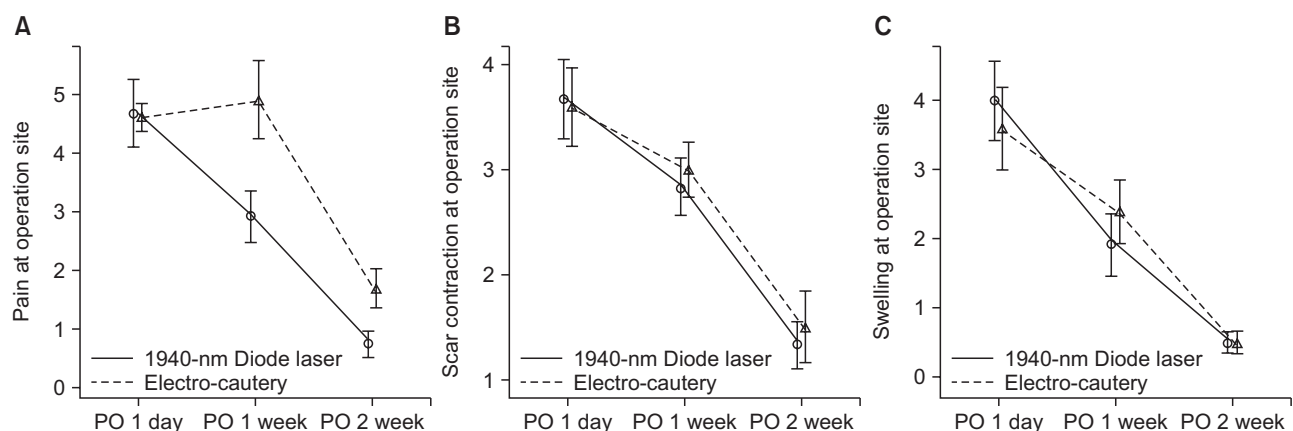 A
Pain at operation site
5
4
3
2
1
0
1940-nm Diode laser
Electro-cautery
PO 1 day PO 1 week PO 2 week
B
Scar contraction at operation site
4
3
2
1
1940-nm Diode laser
Electro-cautery
PO 1 day PO 1 week PO 2 week
C
Swelling at operation site
4
3
2
1
0
1940-nm Diode laser
Electro-cautery
PO 1 day PO 1 week PO 2 week